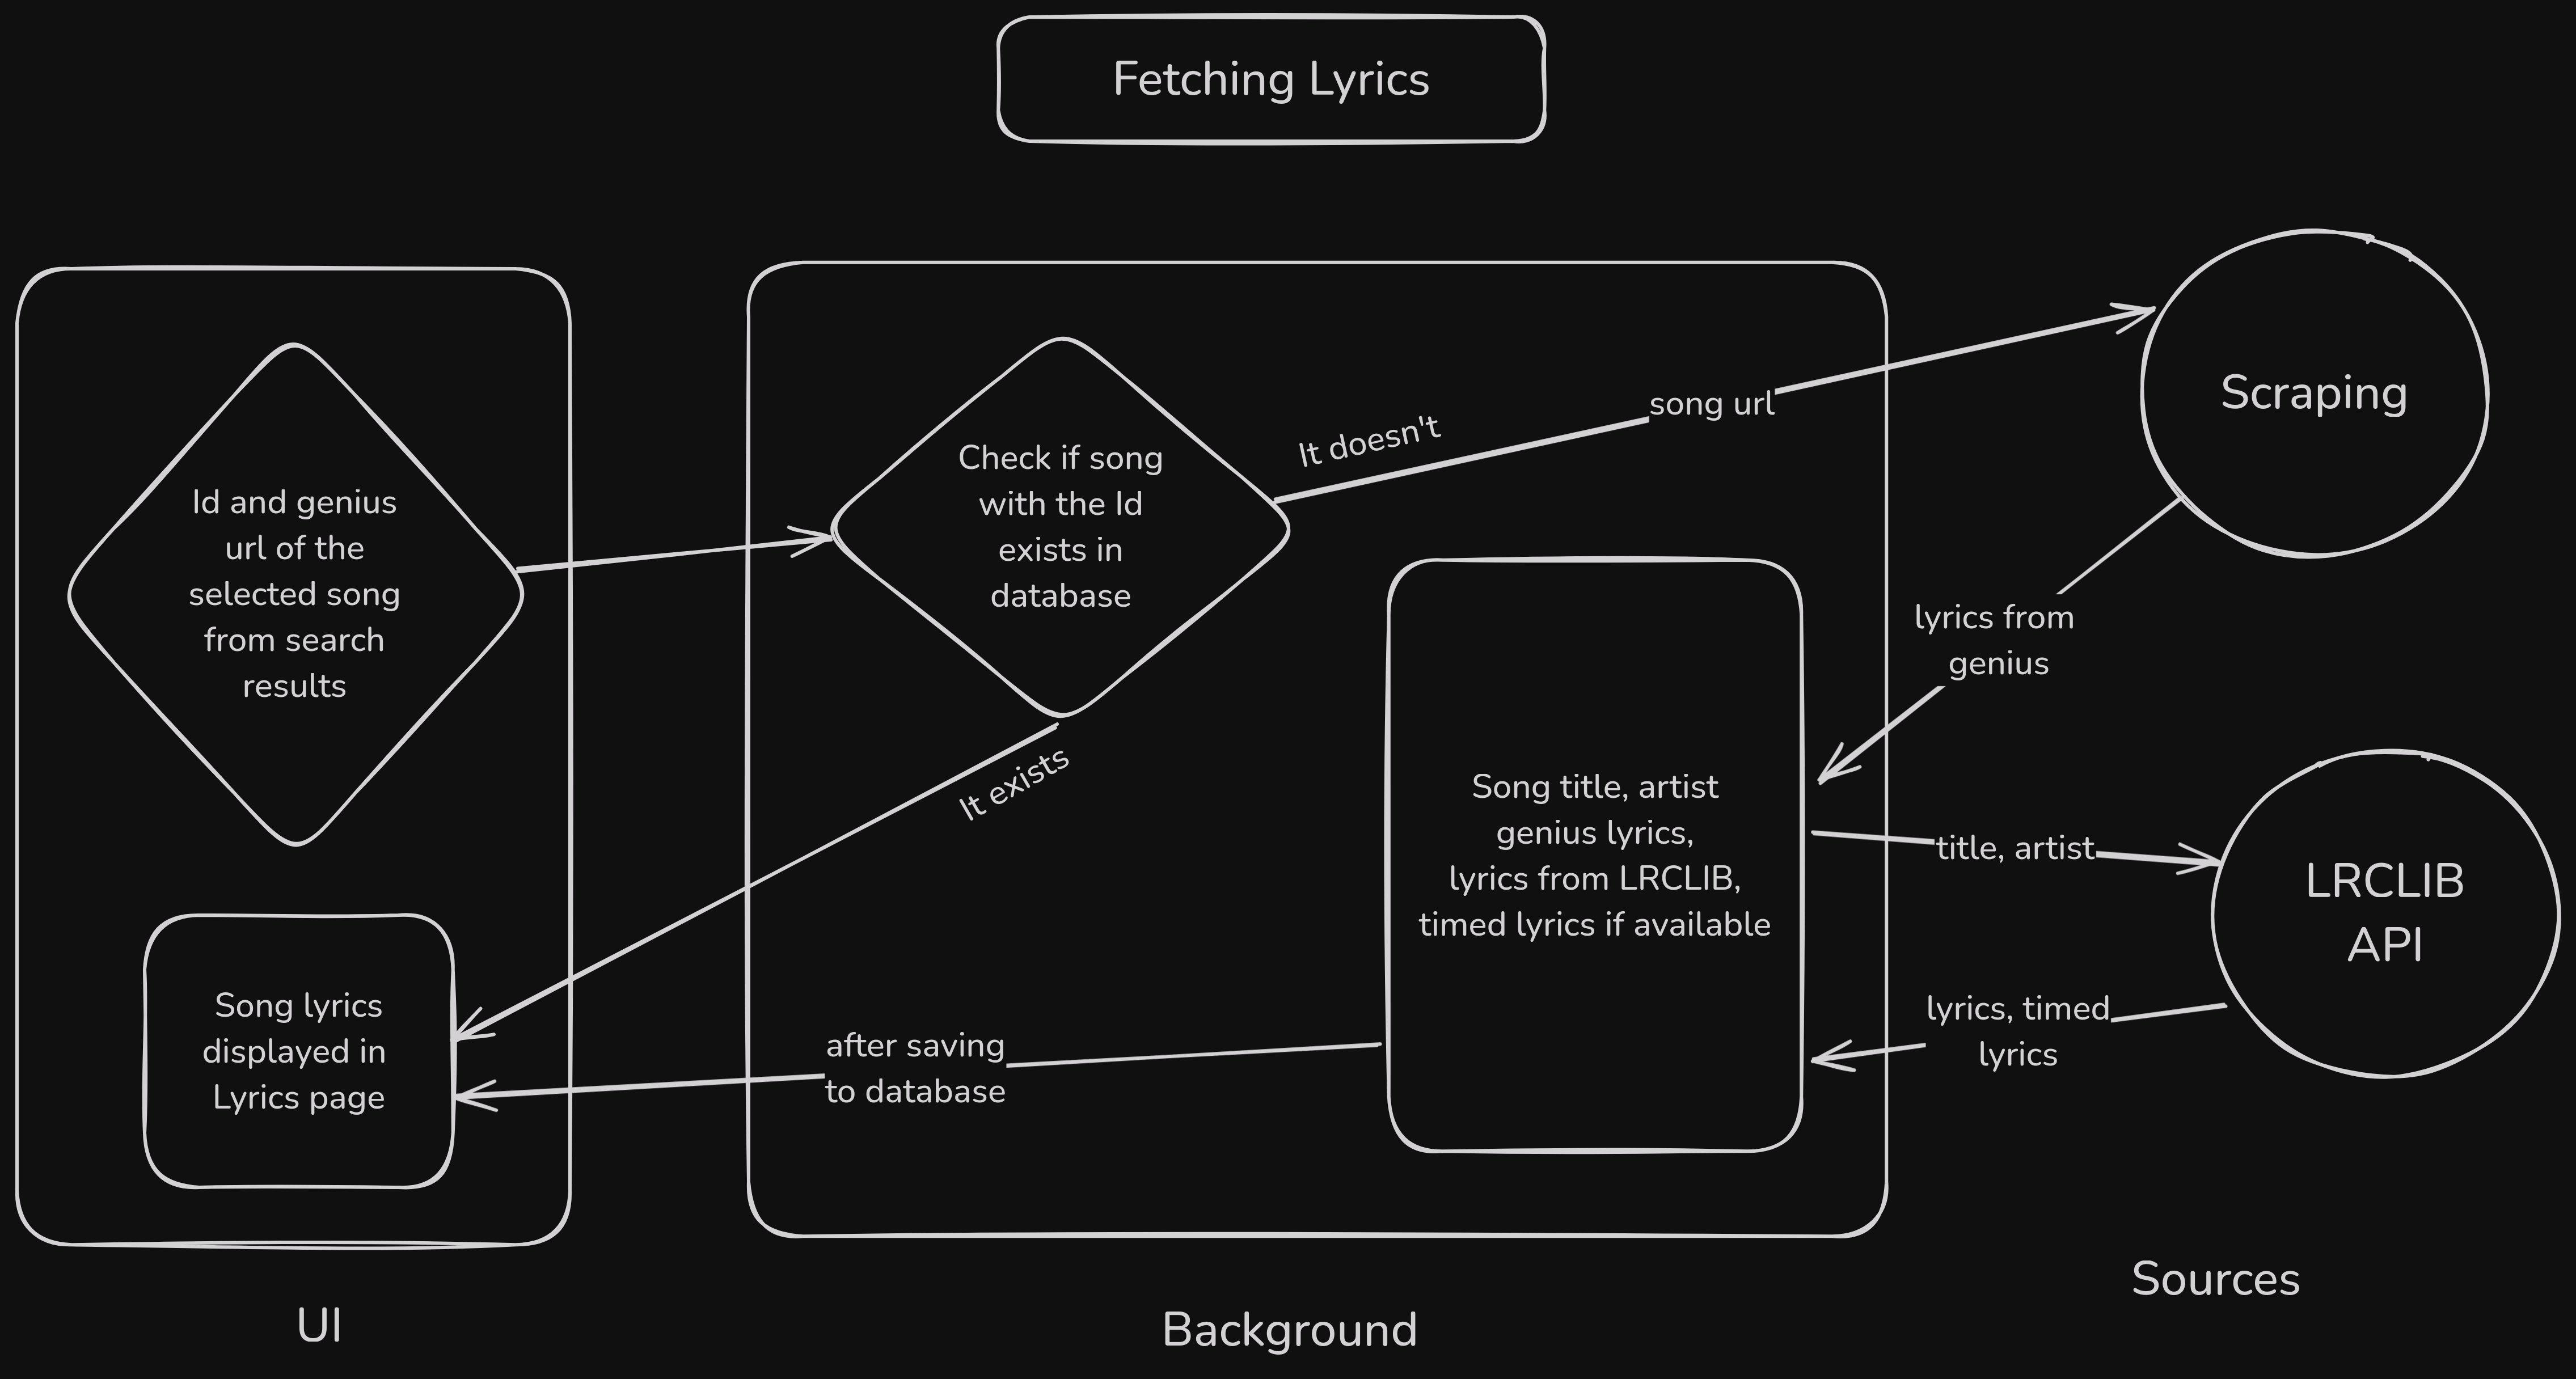 Fetching Lyrics
Id and genius
url of the
selected song
from search
results
Song lyrics
displayed in
Lyrics page
UI
Check if song
with the Id
exists in
database
It doesn't
song url
It exists
Song title, artist
genius lyrics,
lyrics from LRCLIB,
timed lyrics if available
after saving
to database
Background
Scraping
lyrics from
genius
title, artist
LRCLIB
API
lyrics, timed
lyrics
Sources